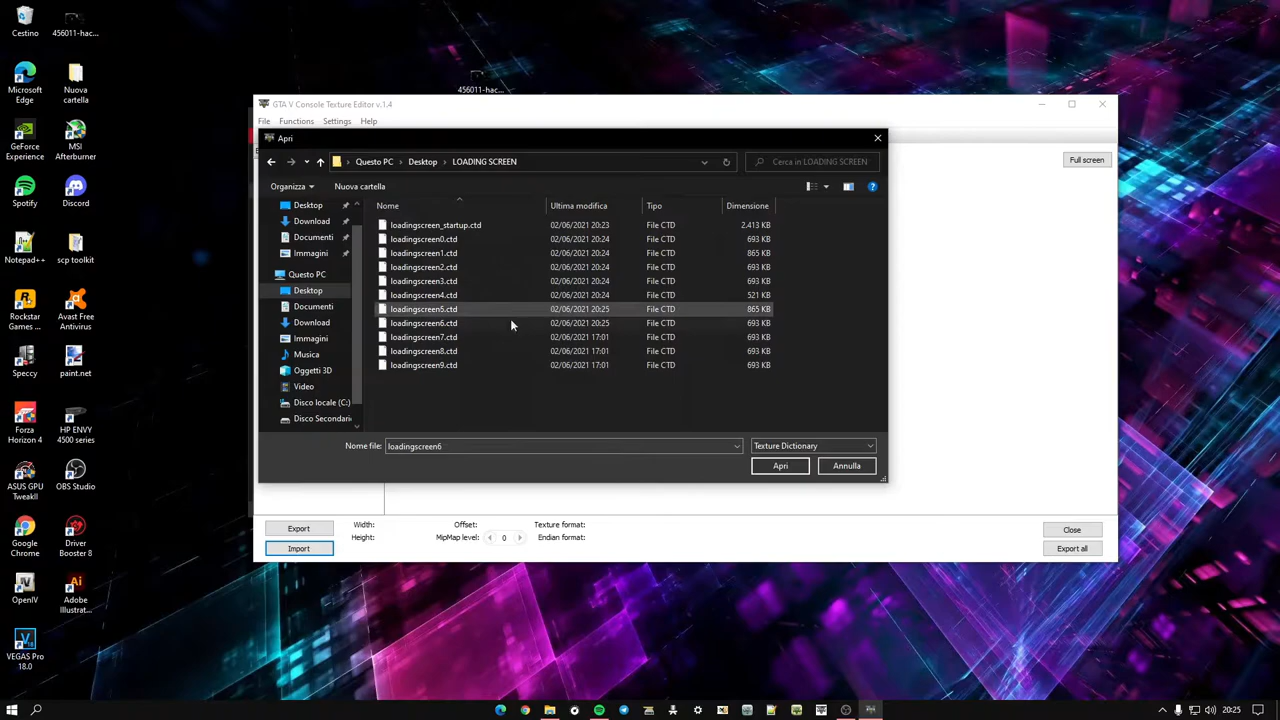 Cestino
456011-hac...
Microsoft
Edge
Nuova
cartella
GeForce
Experience
MSI
Afterburner
Spotify
Discord
Notepad++
scp toolkit
Rockstar
Games ...
Avast Free
Antivirus
Speccy
paint.net
Forza
Horizon 4
HP ENVY
4500 series
ASUS GPU
TweakII
OBS Studio
Google
Chrome
Driver
Booster 8
OpenIV
Adobe
Illustrat...
VEGAS Pro
18.0
456011-hac...
GTA V Console Texture Editor v.1.4
File Functions Settings Help
Full screen
Apri
Questo PC Desktop LOADING SCREEN
Cerca in LOADING SCREEN
Organizza Nuova cartella
Desktop
Download
Documenti
Immagini
Questo PC
Desktop
Documenti
Download
Immagini
Musica
Oggetti 3D
Video
Disco locale (C:)
Disco Secondario
Nome Ultima modifica Tipo Dimensione
loadingscreen_startup.ctd 02/06/2021 20:23 File CTD 2.413 KB
loadingscreen0.ctd 02/06/2021 20:24 File CTD 693 KB
loadingscreen1.ctd 02/06/2021 20:24 File CTD 865 KB
loadingscreen2.ctd 02/06/2021 20:24 File CTD 693 KB
loadingscreen3.ctd 02/06/2021 20:24 File CTD 693 KB
loadingscreen4.ctd 02/06/2021 20:24 File CTD 521 KB
loadingscreen5.ctd 02/06/2021 20:25 File CTD 865 KB
loadingscreen6.ctd 02/06/2021 20:25 File CTD 693 KB
loadingscreen7.ctd 02/06/2021 17:01 File CTD 693 KB
loadingscreen8.ctd 02/06/2021 17:01 File CTD 693 KB
loadingscreen9.ctd 02/06/2021 17:01 File CTD 693 KB
Nome file: loadingscreen6 Texture Dictionary
Apri Annulla
Export Width: Offset: Texture format: Close
Import Height: MipMap level: 0 Endian format: Export all
20:25